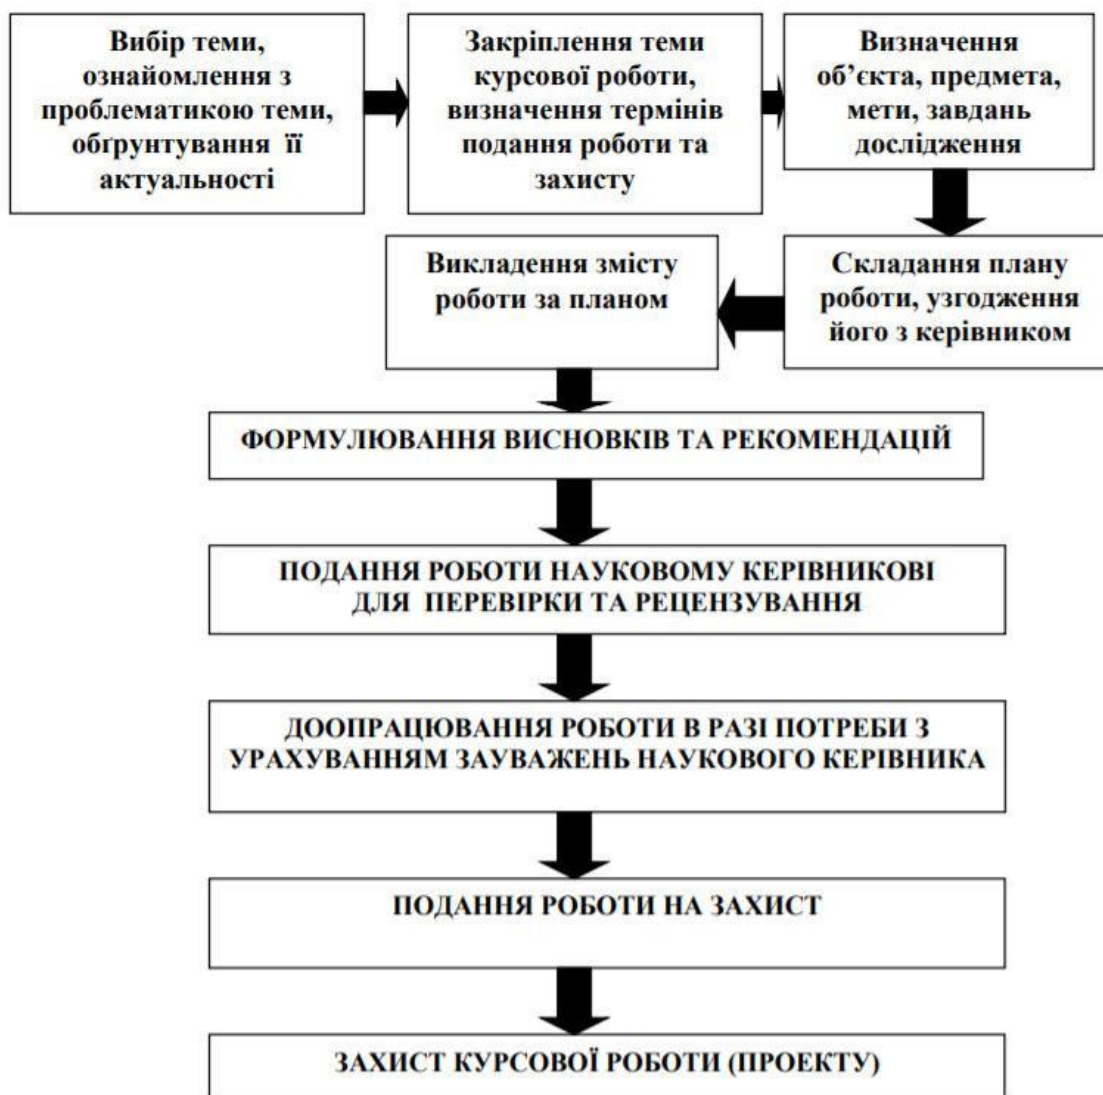 Вибір теми,
ознайомлення з
проблематикою теми,
обґрунтування її
актуальності
Закріплення теми
курсової роботи,
визначення термінів
подання роботи та
захисту
Визначення
об’єкта, предмета,
мети, завдань
дослідження
Складання плану
роботи, узгодження
його з керівником
Викладення змісту
роботи за планом
ФОРМУЛЮВАННЯ ВИСНОВКІВ ТА РЕКОМЕНДАЦІЙ
ПОДАННЯ РОБОТИ НАУКОВОМУ КЕРІВНИКОВІ
ДЛЯ ПЕРЕВІРКИ ТА РЕЦЕНЗУВАННЯ
ДООПРАЦЮВАННЯ РОБОТИ В РАЗІ ПОТРЕБИ З
УРАХУВАННЯМ ЗАУВАЖЕНЬ НАУКОВОГО КЕРІВНИКА
ПОДАННЯ РОБОТИ НА ЗАХИСТ
ЗАХИСТ КУРСОВОЇ РОБОТИ (ПРОЕКТУ)